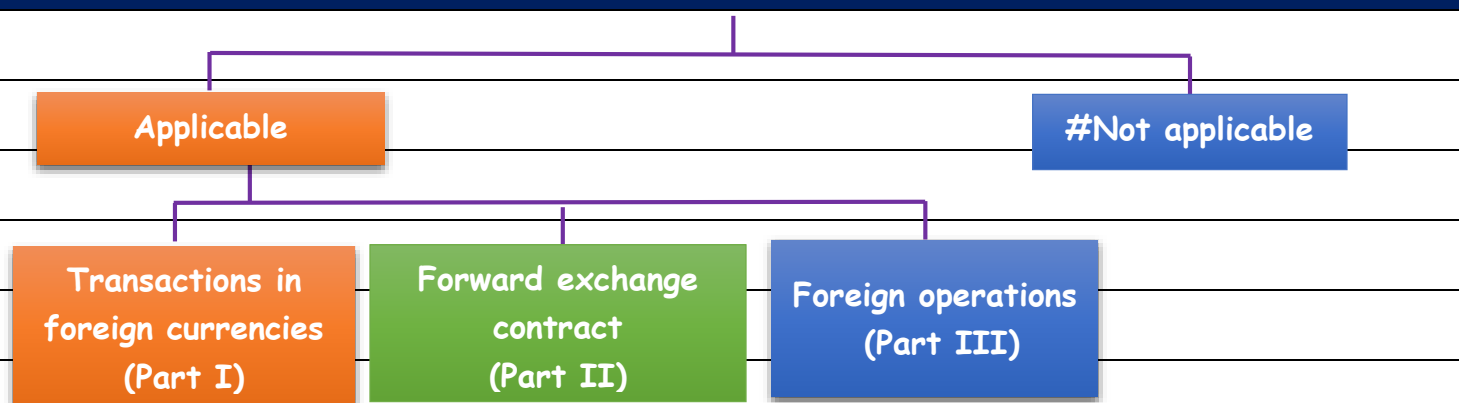 Applicable
#Not applicable
Transactions in
foreign currencies
(Part I)
Forward exchange
contract
(Part II)
Foreign operations
(Part III)